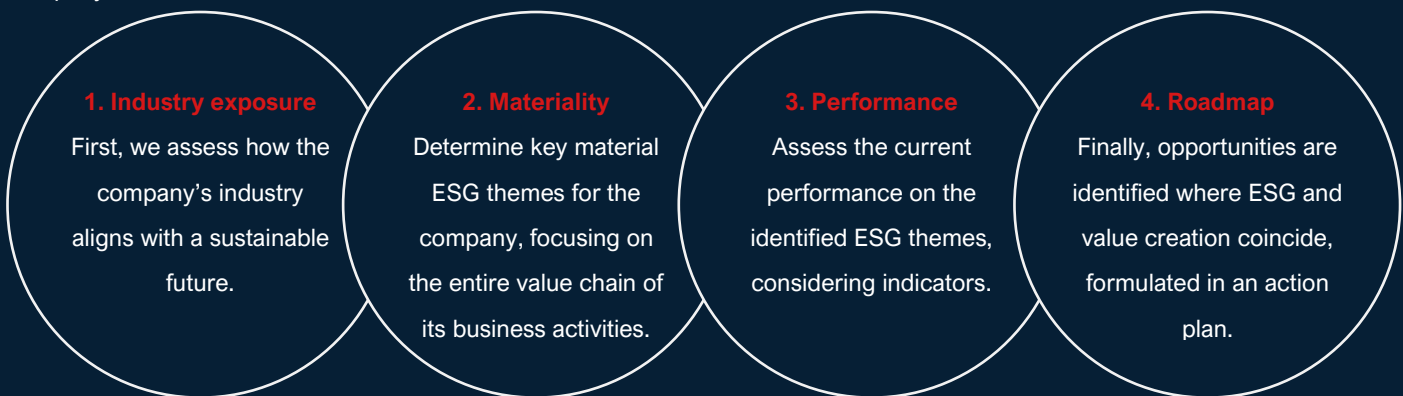 1. Industry exposure
First, we assess how the
company’s industry
aligns with a sustainable
future.
2. Materiality
Determine key material
ESG themes for the
company, focusing on
the entire value chain of
its business activities.
3. Performance
Assess the current
performance on the
identified ESG themes,
considering indicators.
4. Roadmap
Finally, opportunities are
identified where ESG and
value creation coincide,
formulated in an action
plan.